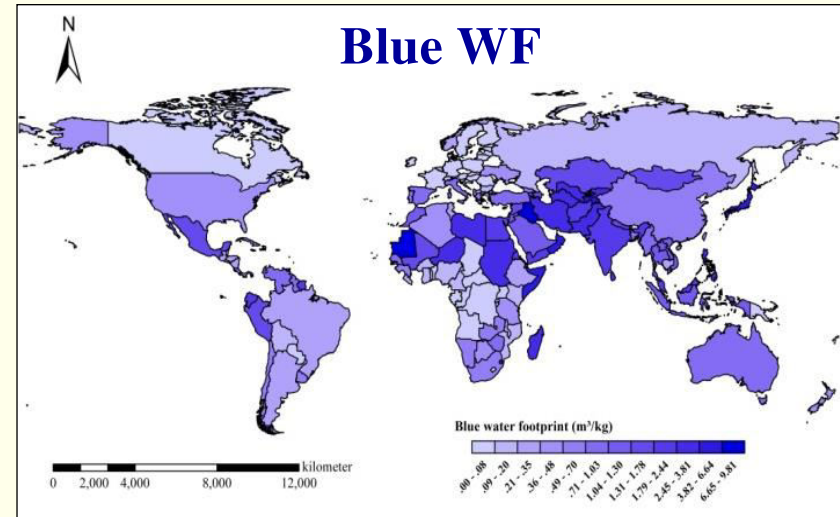 Blue WF
N
Blue water footprint (m³/kg)
.00 - .08
.09 - .20
.21 - .35
.36 - .48
.49 - .70
.71 - 1.03
1.04 - 1.30
1.31 - 1.78
1.79 - 2.44
2.45 - 3.81
3.82 - 6.64
6.65 - 9.81
kilometer
0 2,000 4,000 8,000 12,000